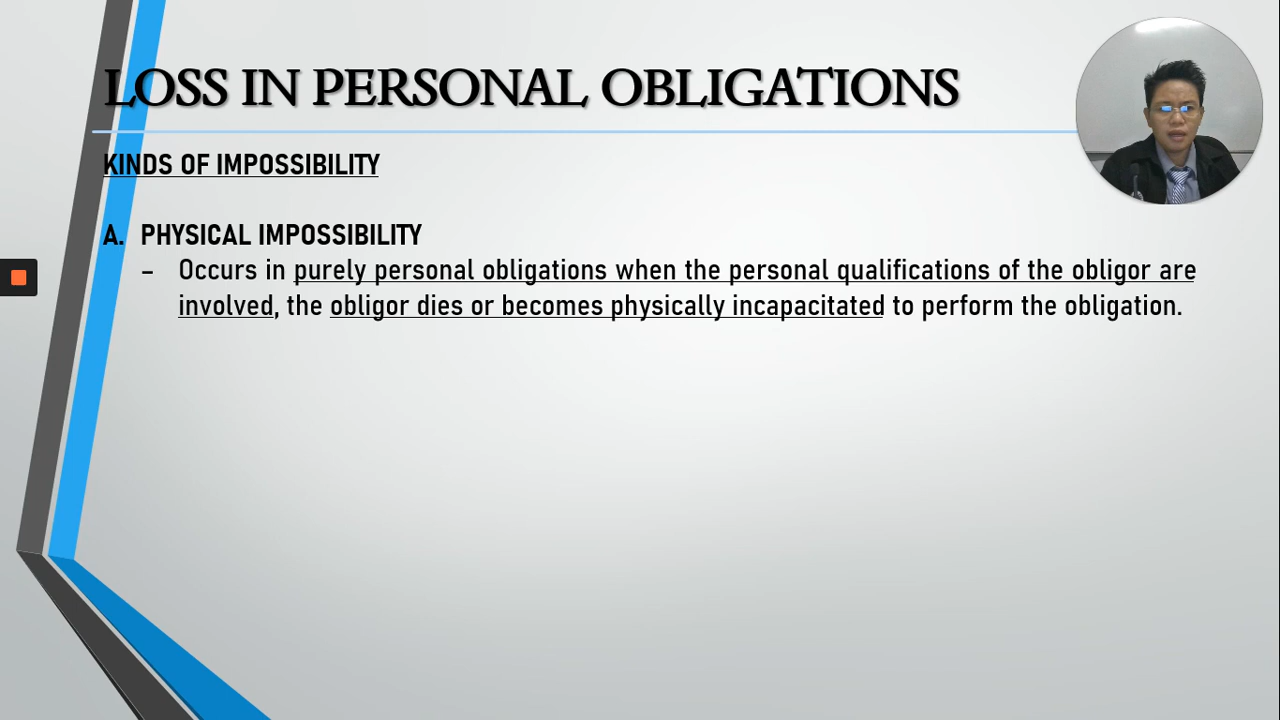 LOSS IN PERSONAL OBLIGATIONS
KINDS OF IMPOSSIBILITY
A. PHYSICAL IMPOSSIBILITY
– Occurs in purely personal obligations when the personal qualifications of the obligor are
involved, the obligor dies or becomes physically incapacitated to perform the obligation.